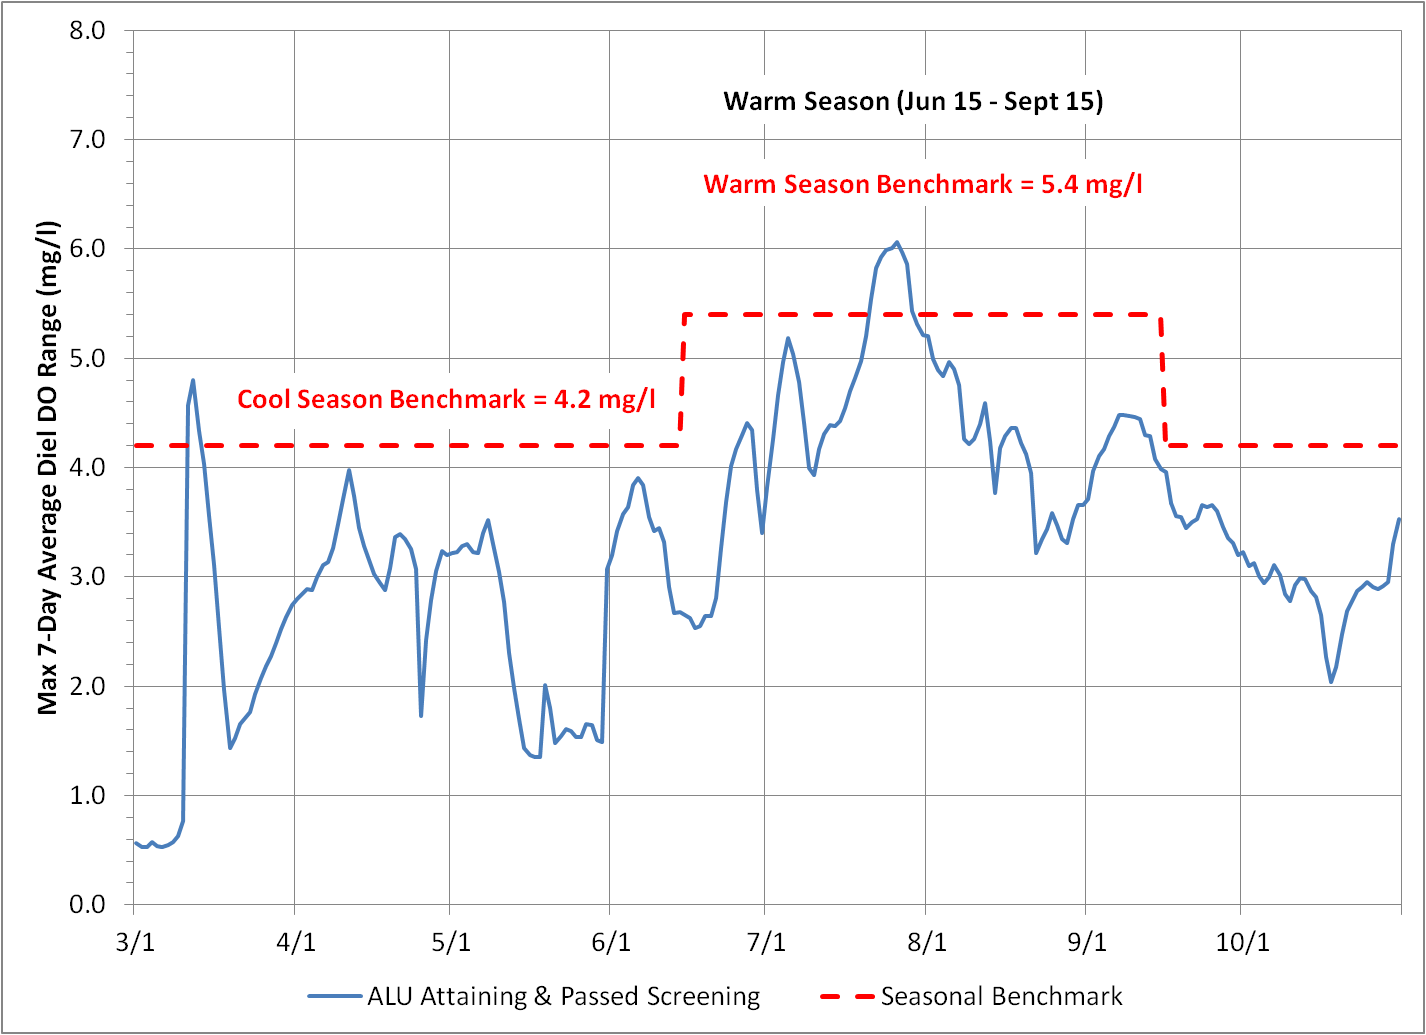 8.0
Warm Season (Jun 15 - Sept 15)
7.0
Warm Season Benchmark = 5.4 mg/l
6.0
5.0
Cool Season Benchmark = 4.2 mg/l
4.0
3.0
2.0
1.0
0.0
Max 7-Day Average Diel DO Range (mg/l)
3/1 4/1 5/1 6/1 7/1 8/1 9/1 10/1
ALU Attaining & Passed Screening Seasonal Benchmark